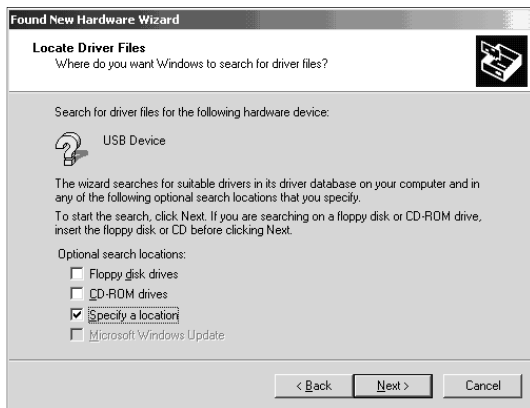 Found New Hardware Wizard
Locate Driver Files
Where do you want Windows to search for driver files?
Search for driver files for the following hardware device:
USB Device
The wizard searches for suitable drivers in its driver database on your computer and in
any of the following optional search locations that you specify.
To start the search, click Next. If you are searching on a floppy disk or CD-ROM drive,
insert the floppy disk or CD before clicking Next.
Optional search locations:
Floppy disk drives
CD-ROM drives
Specify a location
Microsoft Windows Update
< Back Next > Cancel